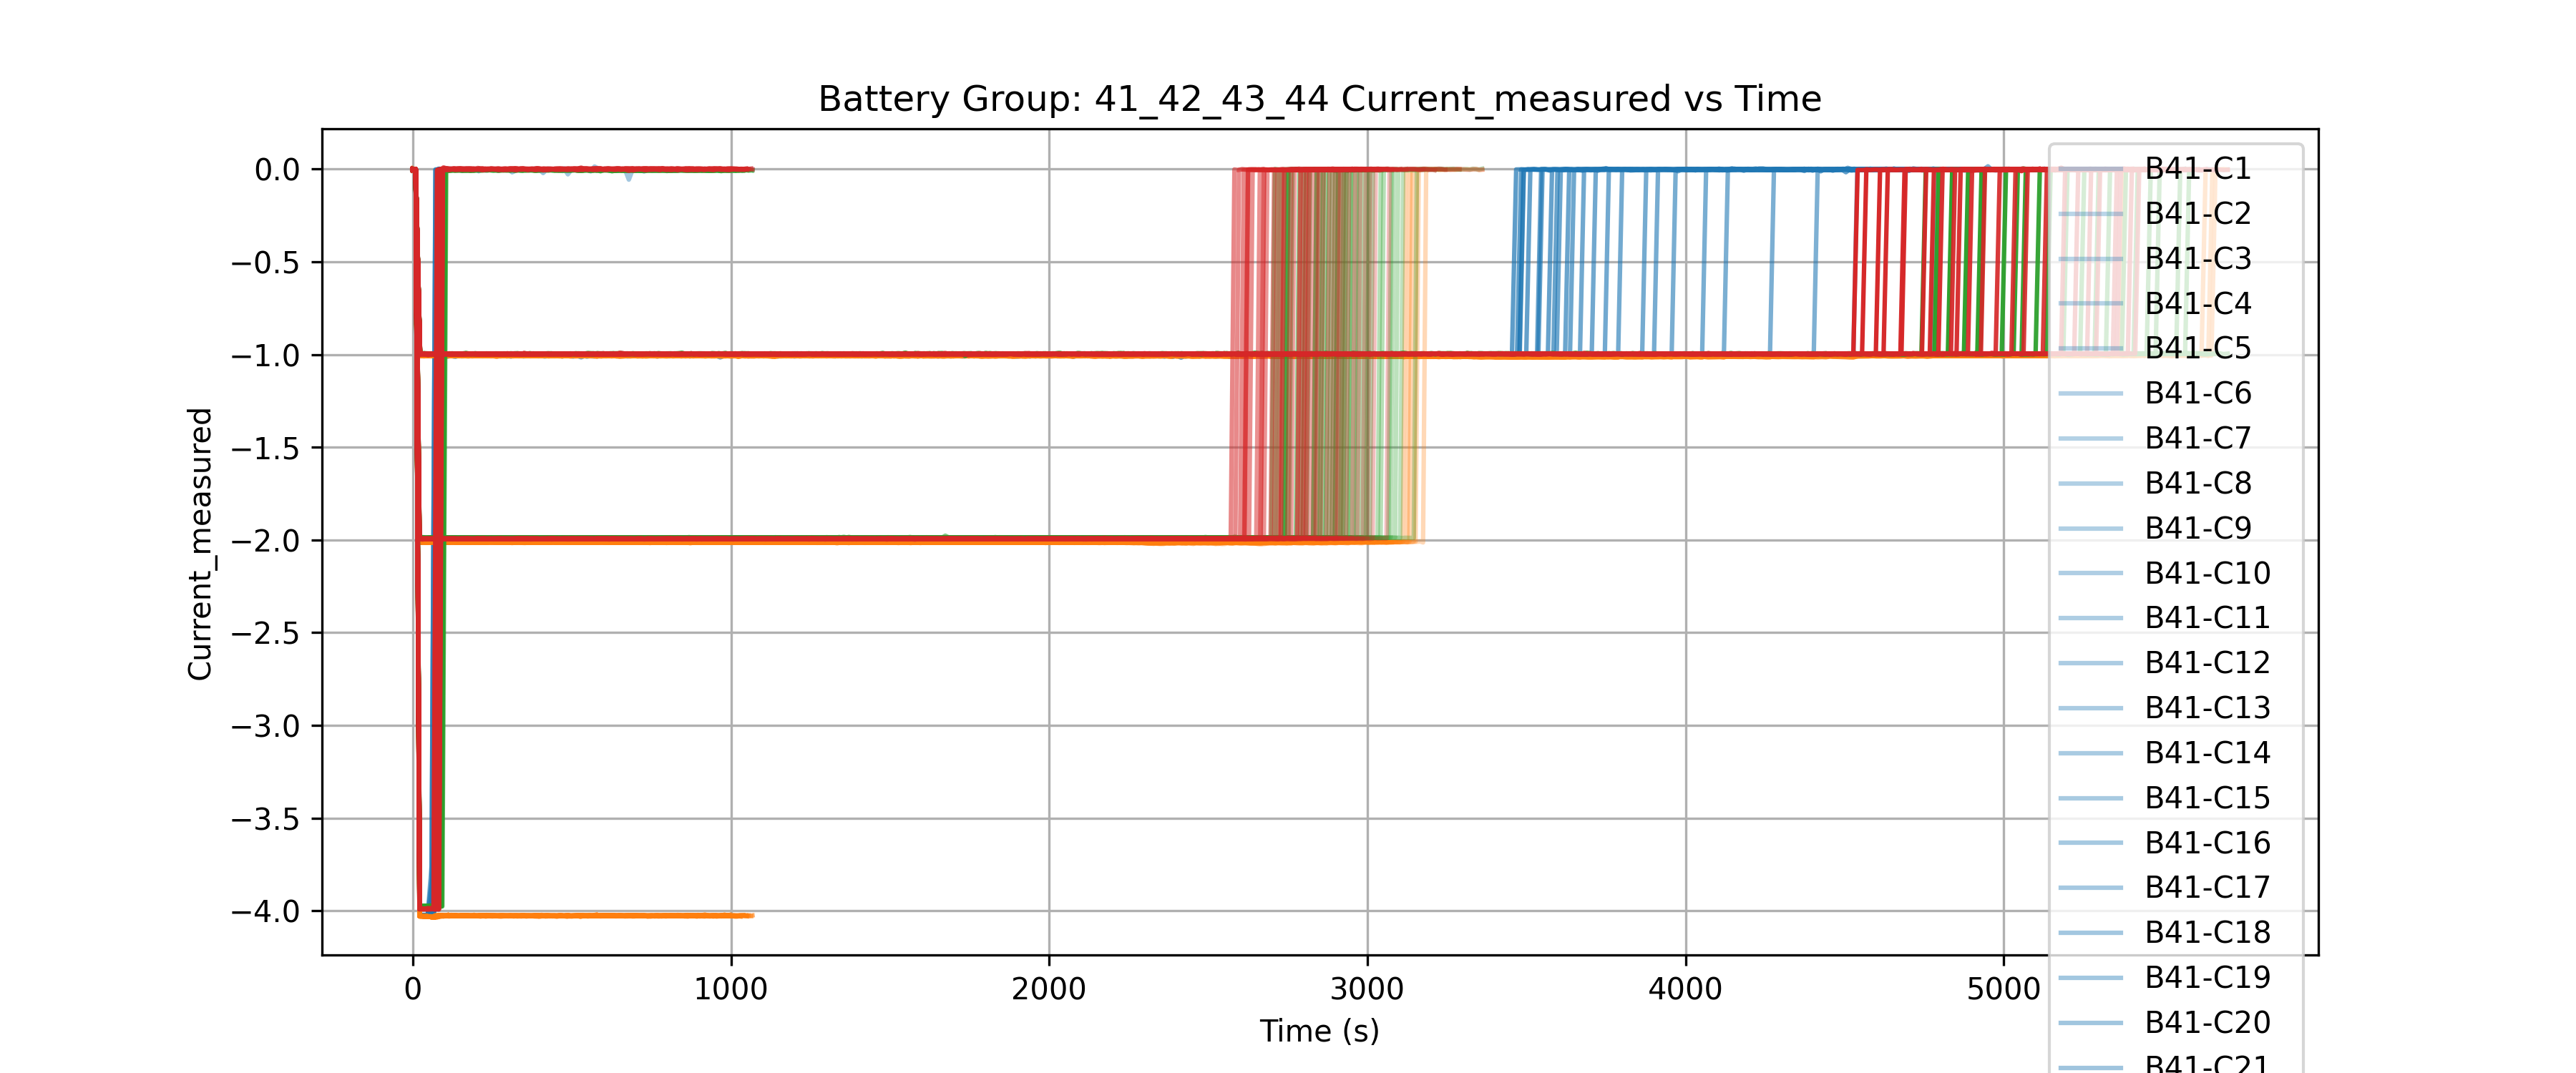 Battery Group: 41_42_43_44 Current_measured vs Time
Current_measured
0.0
−0.5
−1.0
−1.5
−2.0
−2.5
−3.0
−3.5
−4.0
0
1000
2000
3000
4000
5000
Time (s)
B41-C1
B41-C2
B41-C3
B41-C4
B41-C5
B41-C6
B41-C7
B41-C8
B41-C9
B41-C10
B41-C11
B41-C12
B41-C13
B41-C14
B41-C15
B41-C16
B41-C17
B41-C18
B41-C19
B41-C20
B41-C21